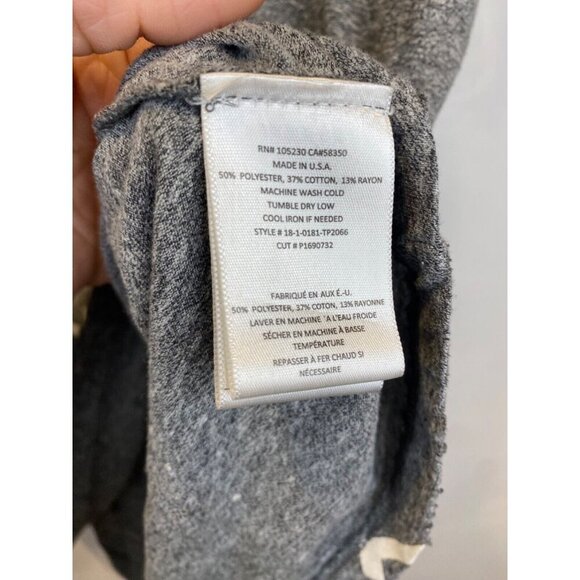 RN# 105230 CA#58350
MADE IN U.S.A.
50% POLYESTER, 37% COTTON, 13% RAYON
MACHINE WASH COLD
TUMBLE DRY LOW
COOL IRON IF NEEDED
STYLE # 18-1-0181-TP2066
CUT # P1690732
FABRIQUÉ EN AUX É.-U.
50% POLYESTER, 37% COTON, 13% RAYONNE
LAVER EN MACHINE `A L'EAU FROIDE
SÉCHER EN MACHINE À BASSE
TEMPÉRATURE
REPASSER À FER CHAUD SI
NÉCESSAIRE